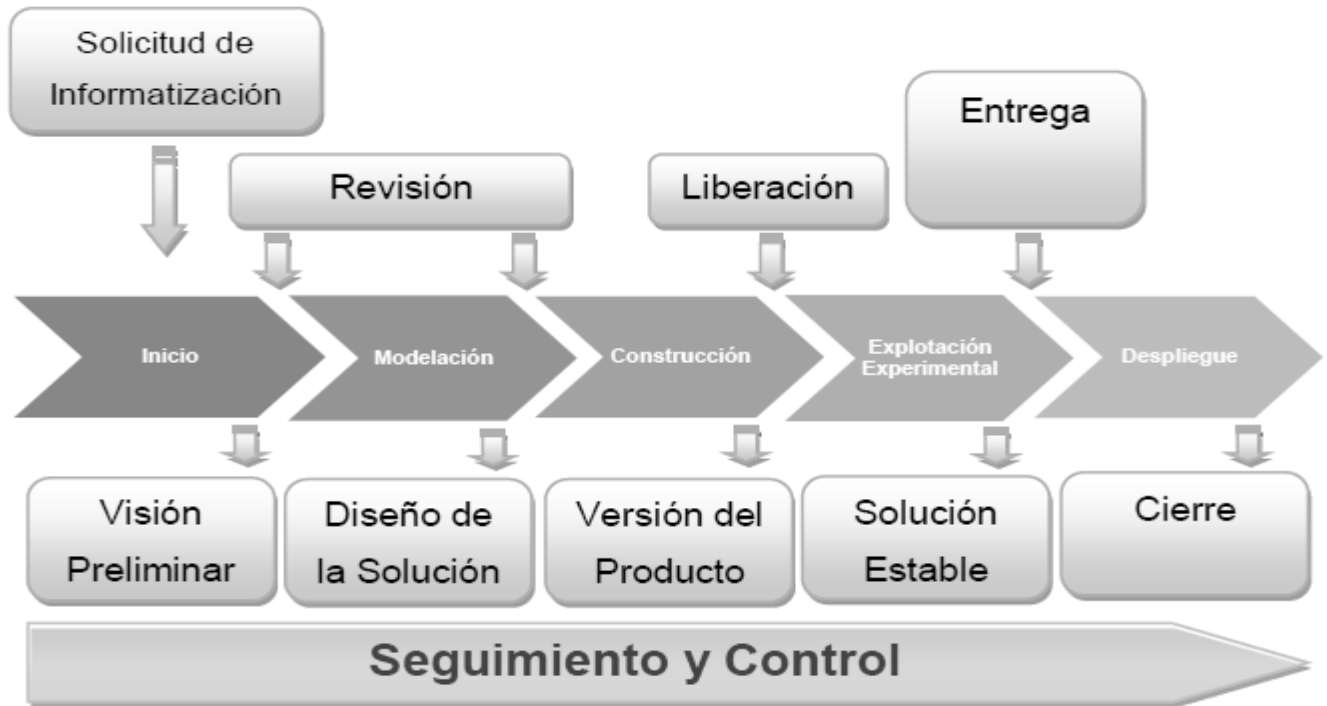 Solicitud de
Informatización
Entrega
Revisión
Liberación
Inicio
Modelación
Construcción
Explotación
Experimental
Despliegue
Visión
Preliminar
Diseño de
la Solución
Versión del
Producto
Solución
Estable
Cierre
Seguimiento y Control